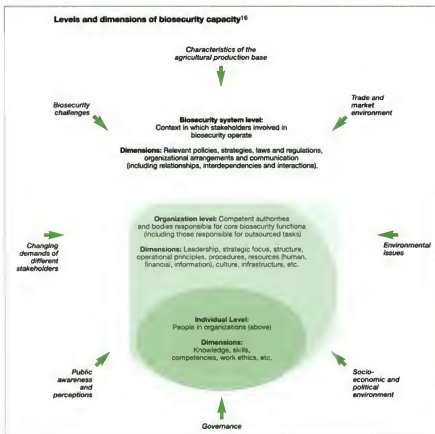 Levels and dimensions of biosecurity capacity¹⁶
Characteristics of the
agricultural production base
Biosecurity
challenges
Trade and
market
environment
Biosecurity system level:
Context in which stakeholders involved in
biosecurity operate
Dimensions: Relevant policies, strategies, laws and regulations,
organizational arrangements and communication
(including relationships, interdependencies and interactions).
Organization level: Competent authorities
and bodies responsible for core biosecurity functions
(including those responsible for outsourced tasks)
Dimensions: Leadership, strategic focus, structure,
operational principles, procedures, resources (human,
financial, information), culture, infrastructure, etc.
Changing
demands of
different
stakeholders
Environmental
issues
Individual Level:
People in organizations (above)
Dimensions:
Knowledge, skills,
competencies, work ethics, etc.
Public
awareness
and
perceptions
Socio-
economic and
political
environment
Governance